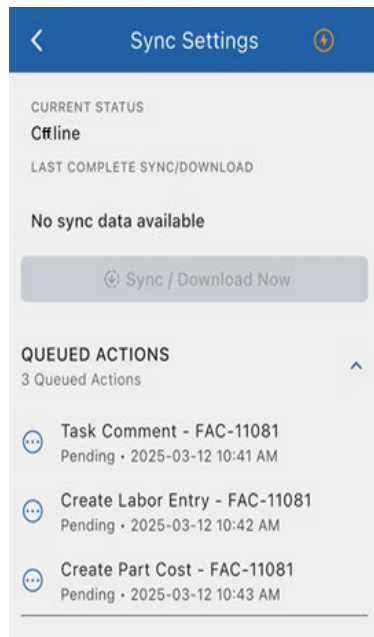 Sync Settings
CURRENT STATUS
Offline
LAST COMPLETE SYNC/DOWNLOAD
No sync data available
Sync / Download Now
QUEUED ACTIONS
3 Queued Actions
Task Comment - FAC-11081
Pending • 2025-03-12 10:41 AM
Create Labor Entry - FAC-11081
Pending • 2025-03-12 10:42 AM
Create Part Cost - FAC-11081
Pending • 2025-03-12 10:43 AM